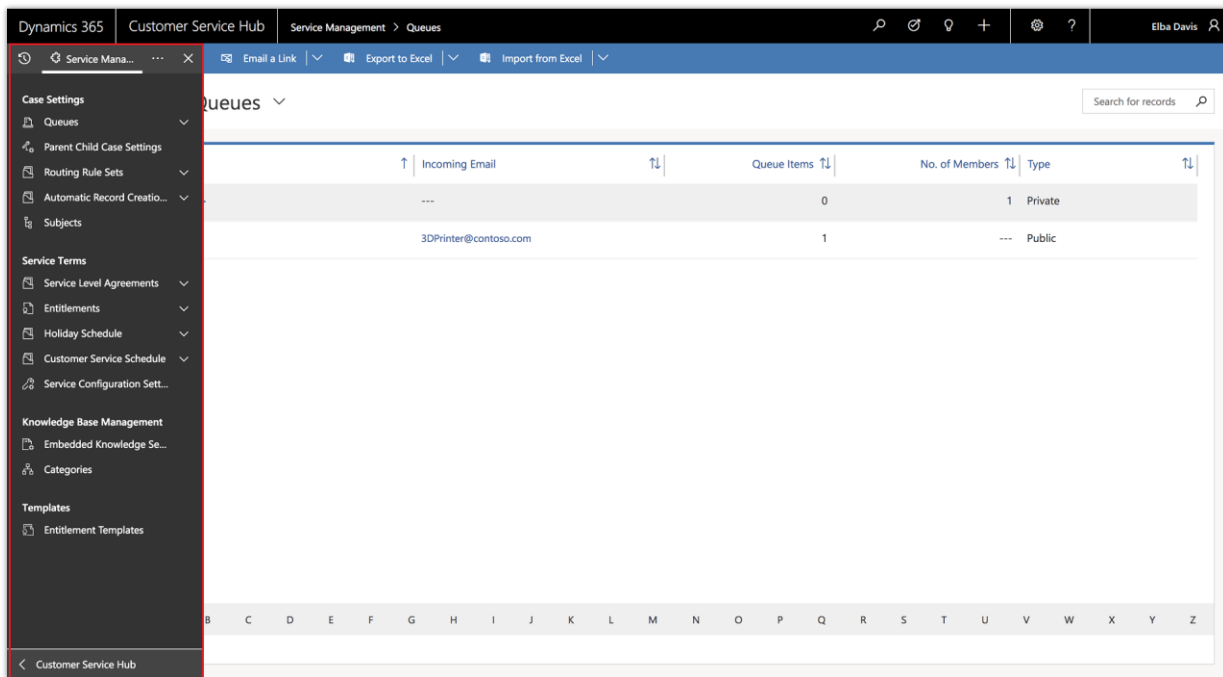 Dynamics 365 Customer Service Hub Service Management > Queues Elba Davis
Service Mana... ··· Email a Link Export to Excel Import from Excel
Case Settings
Queues
Parent Child Case Settings
Routing Rule Sets
Automatic Record Creatio...
Subjects
Service Terms
Service Level Agreements
Entitlements
Holiday Schedule
Customer Service Schedule
Service Configuration Sett...
Knowledge Base Management
Embedded Knowledge Se...
Categories
Templates
Entitlement Templates
Customer Service Hub
Queues Search for records
Incoming Email Queue Items No. of Members Type
--- 0 1 Private
3DPrinter@contoso.com 1 --- Public
B C D E F G H I J K L M N O P Q R S T U V W X Y Z